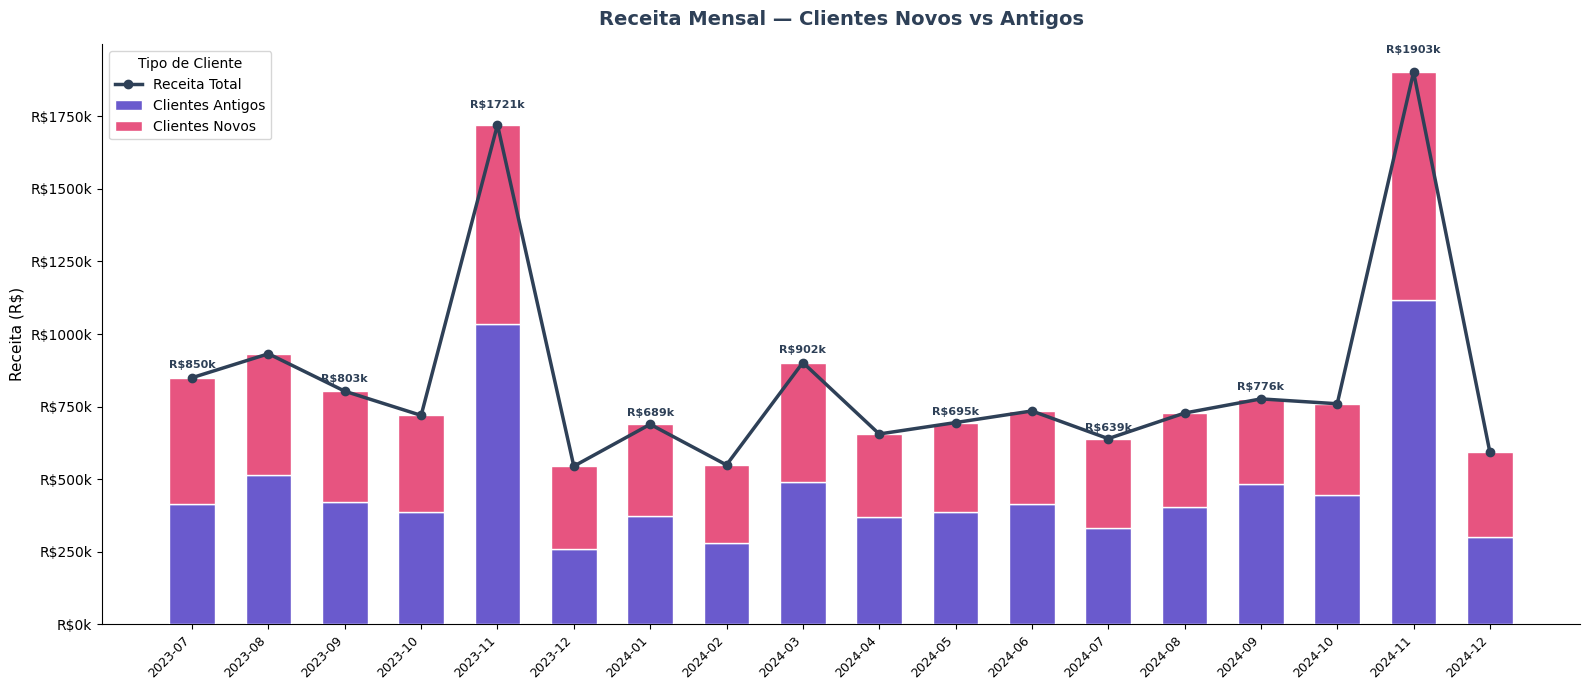 Receita Mensal — Clientes Novos vs Antigos
Tipo de Cliente
Receita Total
Clientes Antigos
Clientes Novos
Receita (R$)
R$1750k
R$1500k
R$1250k
R$1000k
R$750k
R$500k
R$250k
R$0k
R$850k
R$803k
R$1721k
R$689k
R$902k
R$695k
R$639k
R$776k
R$1903k
2023-07
2023-08
2023-09
2023-10
2023-11
2023-12
2024-01
2024-02
2024-03
2024-04
2024-05
2024-06
2024-07
2024-08
2024-09
2024-10
2024-11
2024-12